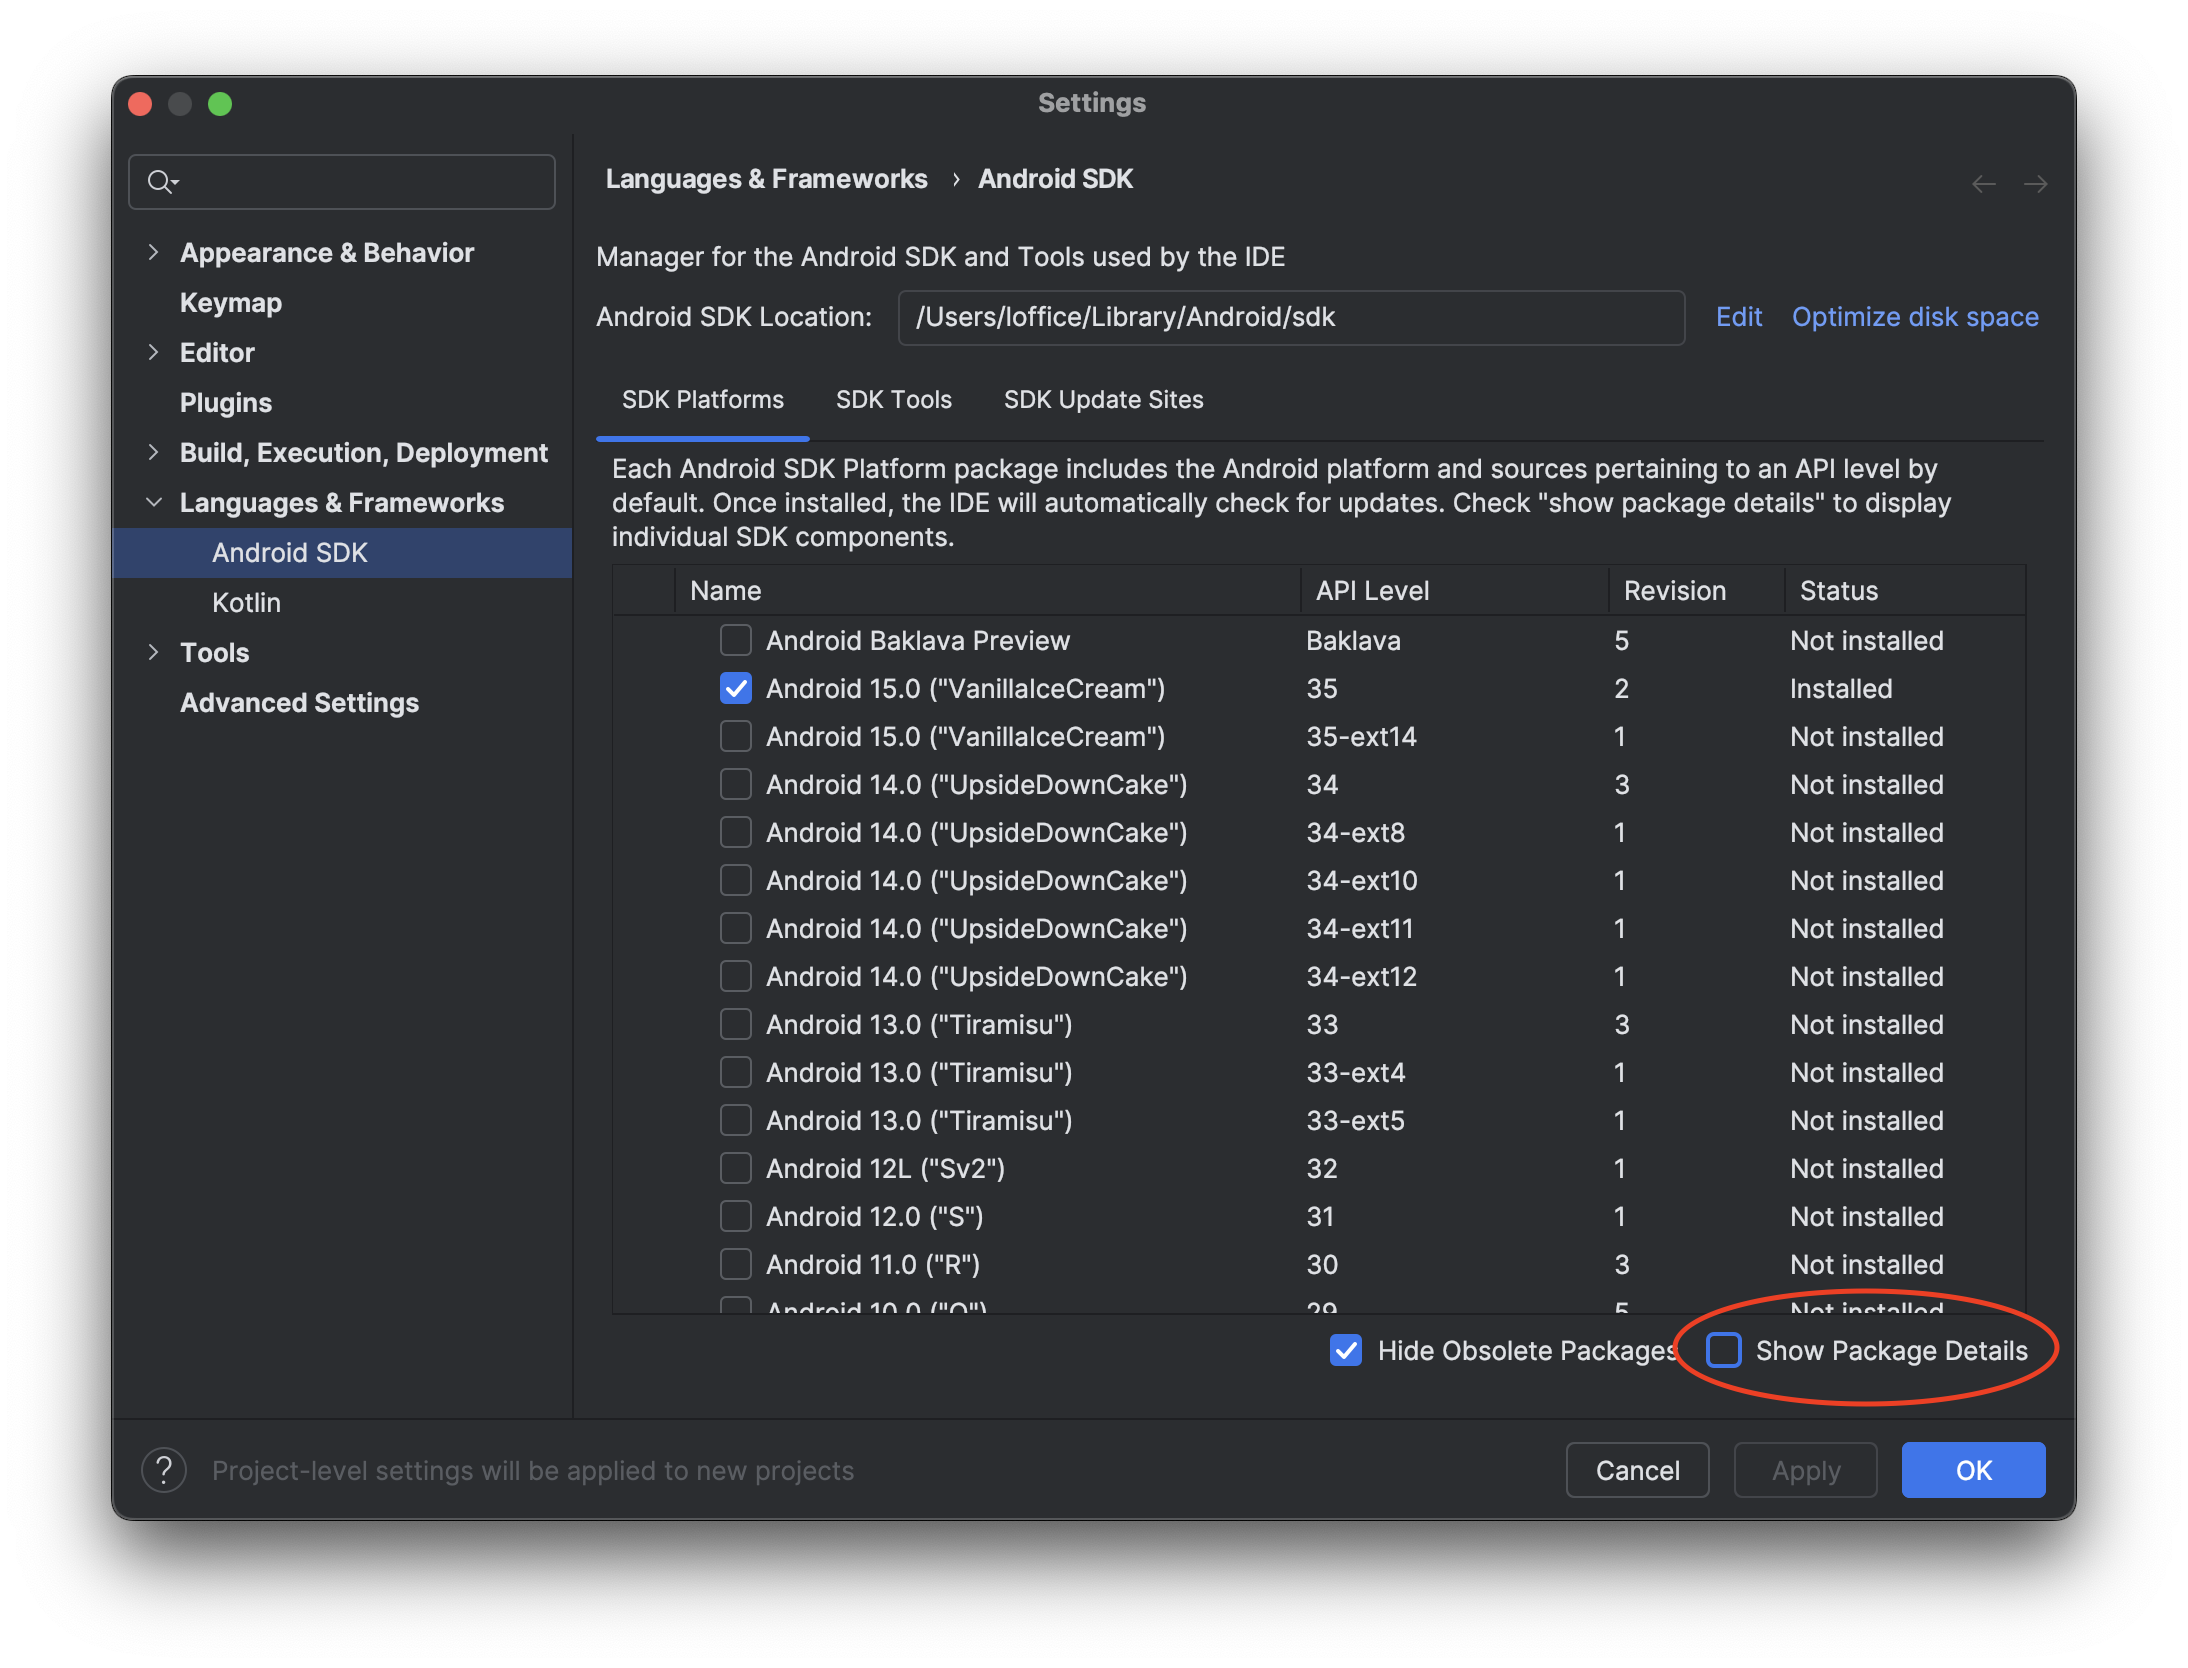 Settings
Appearance & Behavior
Keymap
Editor
Plugins
Build, Execution, Deployment
Languages & Frameworks
Android SDK
Kotlin
Tools
Advanced Settings
Languages & Frameworks › Android SDK
Manager for the Android SDK and Tools used by the IDE
Android SDK Location: /Users/loffice/Library/Android/sdk Edit Optimize disk space
SDK Platforms SDK Tools SDK Update Sites
Each Android SDK Platform package includes the Android platform and sources pertaining to an API level by
default. Once installed, the IDE will automatically check for updates. Check "show package details" to display
individual SDK components.
Name API Level Revision Status
Android Baklava Preview Baklava 5 Not installed
Android 15.0 ("VanillaIceCream") 35 2 Installed
Android 15.0 ("VanillaIceCream") 35-ext14 1 Not installed
Android 14.0 ("UpsideDownCake") 34 3 Not installed
Android 14.0 ("UpsideDownCake") 34-ext8 1 Not installed
Android 14.0 ("UpsideDownCake") 34-ext10 1 Not installed
Android 14.0 ("UpsideDownCake") 34-ext11 1 Not installed
Android 14.0 ("UpsideDownCake") 34-ext12 1 Not installed
Android 13.0 ("Tiramisu") 33 3 Not installed
Android 13.0 ("Tiramisu") 33-ext4 1 Not installed
Android 13.0 ("Tiramisu") 33-ext5 1 Not installed
Android 12L ("Sv2") 32 1 Not installed
Android 12.0 ("S") 31 1 Not installed
Android 11.0 ("R") 30 3 Not installed
Android 10.0 ("Q") 29 5 Not installed
Hide Obsolete Packages Show Package Details
? Project-level settings will be applied to new projects
Cancel Apply OK